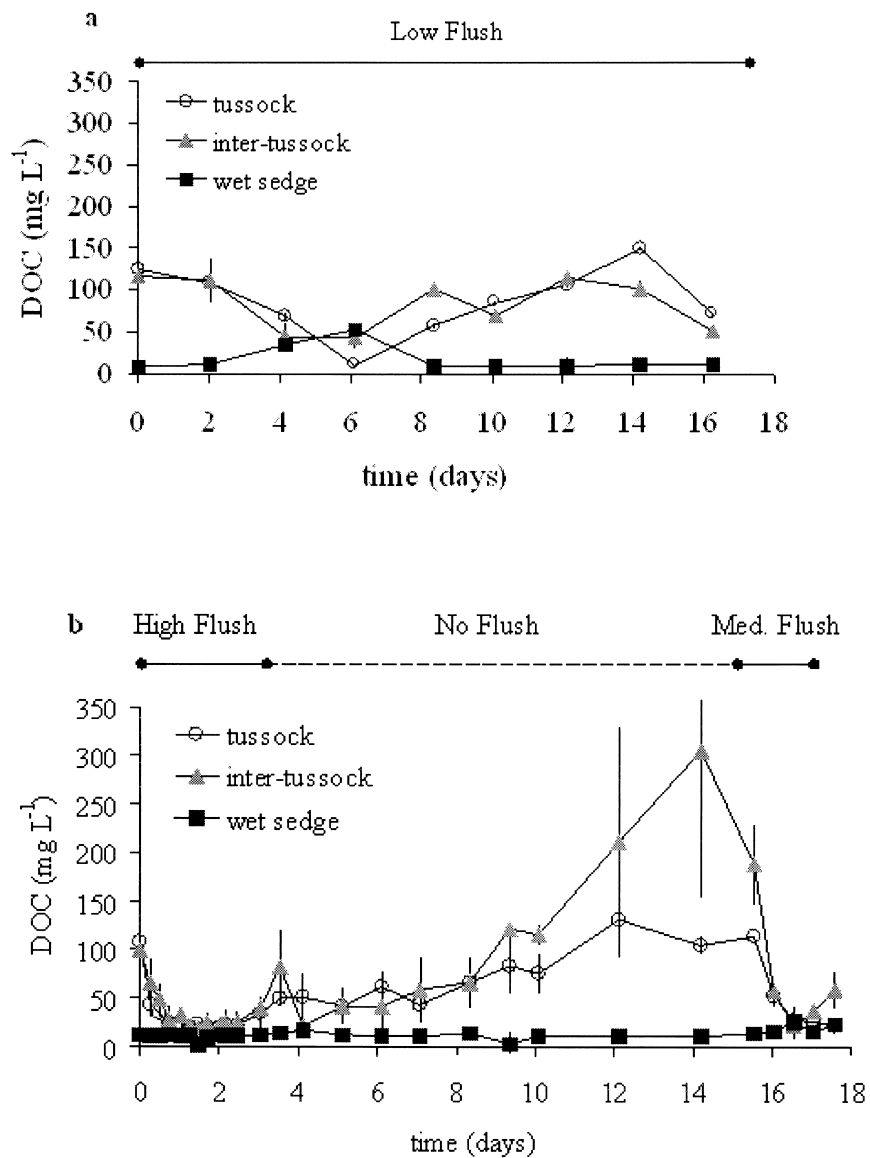 a
Low Flush
350
300
250
200
150
100
50
0
DOC (mg L-1)
tussock
inter-tussock
wet sedge
0 2 4 6 8 10 12 14 16 18
time (days)
b
High Flush No Flush Med. Flush
350
300
250
200
150
100
50
0
DOC (mg L-1)
tussock
inter-tussock
wet sedge
0 2 4 6 8 10 12 14 16 18
time (days)